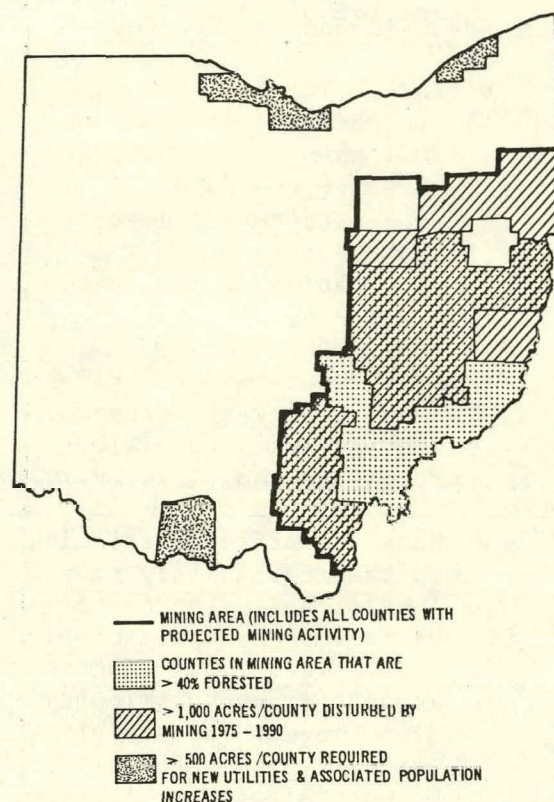 MINING AREA (INCLUDES ALL COUNTIES WITH
PROJECTED MINING ACTIVITY)
COUNTIES IN MINING AREA THAT ARE
> 40% FORESTED
> 1,000 ACRES/COUNTY DISTURBED BY
MINING 1975 - 1990
> 500 ACRES/COUNTY REQUIRED
FOR NEW UTILITIES & ASSOCIATED POPULATION
INCREASES